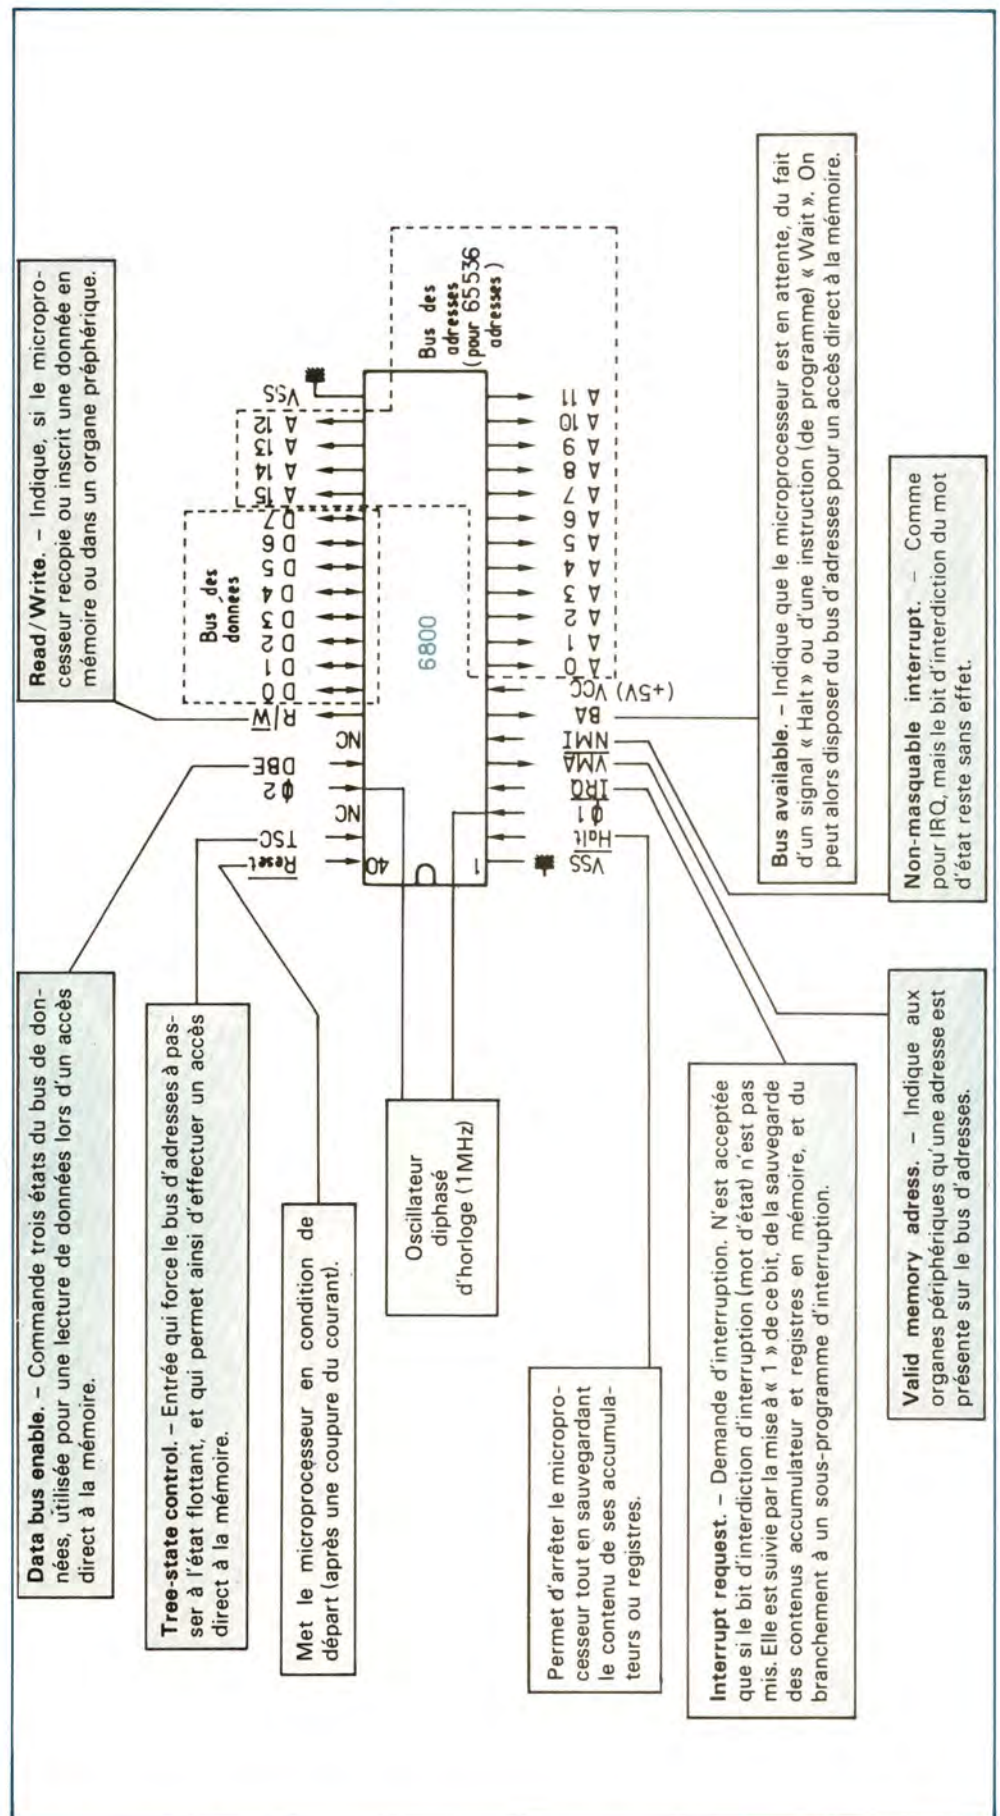 Data bus enable. – Commande trois états du bus de don-
nées, utilisée pour une lecture de données lors d'un accès
direct à la mémoire.
Read/Write. – Indique, si le micropro-
cesseur recopie ou inscrit une donnée en
mémoire ou dans un organe préphérique.
Tree-state control. – Entrée qui force le bus d'adresses à pas-
ser à l'état flottant, et qui permet ainsi d'effectuer un accès
direct à la mémoire.
Met le microprocesseur en condition de
départ (après une coupure du courant).
Oscillateur
diphasé
d'horloge (1MHz)
Bus des
données
Reset
TSC
NC
ϕ2
DBE
NC
R/W
D0
D1
D2
D3
D4
D5
D6
D7
A 15
A 14
A 13
A 12
VSS
40
1
6800
Bus des
adresses
(pour 65536
adresses)
VSS
Halt
ϕ1
IRQ
VMA
NMI
BA
(+5V) VCC
A 0
A 1
A 2
A 3
A 4
A 5
A 6
A 7
A 8
A 9
A 10
A 11
Permet d'arrêter le micropro-
cesseur tout en sauvegardant
le contenu de ses accumula-
teurs ou registres.
Interrupt request. – Demande d'interruption. N'est acceptée
que si le bit d'interdiction d'interruption (mot d'état) n'est pas
mis. Elle est suivie par la mise à « 1 » de ce bit, de la sauvegarde
des contenus accumulateur et registres en mémoire, et du
branchement à un sous-programme d'interruption.
Bus available. – Indique que le microprocesseur est en attente, du fait
d'un signal « Halt » ou d'une instruction (de programme) « Wait ». On
peut alors disposer du bus d'adresses pour un accès direct à la mémoire.
Valid memory adress. – Indique aux
organes périphériques qu'une adresse est
présente sur le bus d'adresses.
Non-masquable interrupt. – Comme
pour IRQ, mais le bit d'interdiction du mot
d'état reste sans effet.